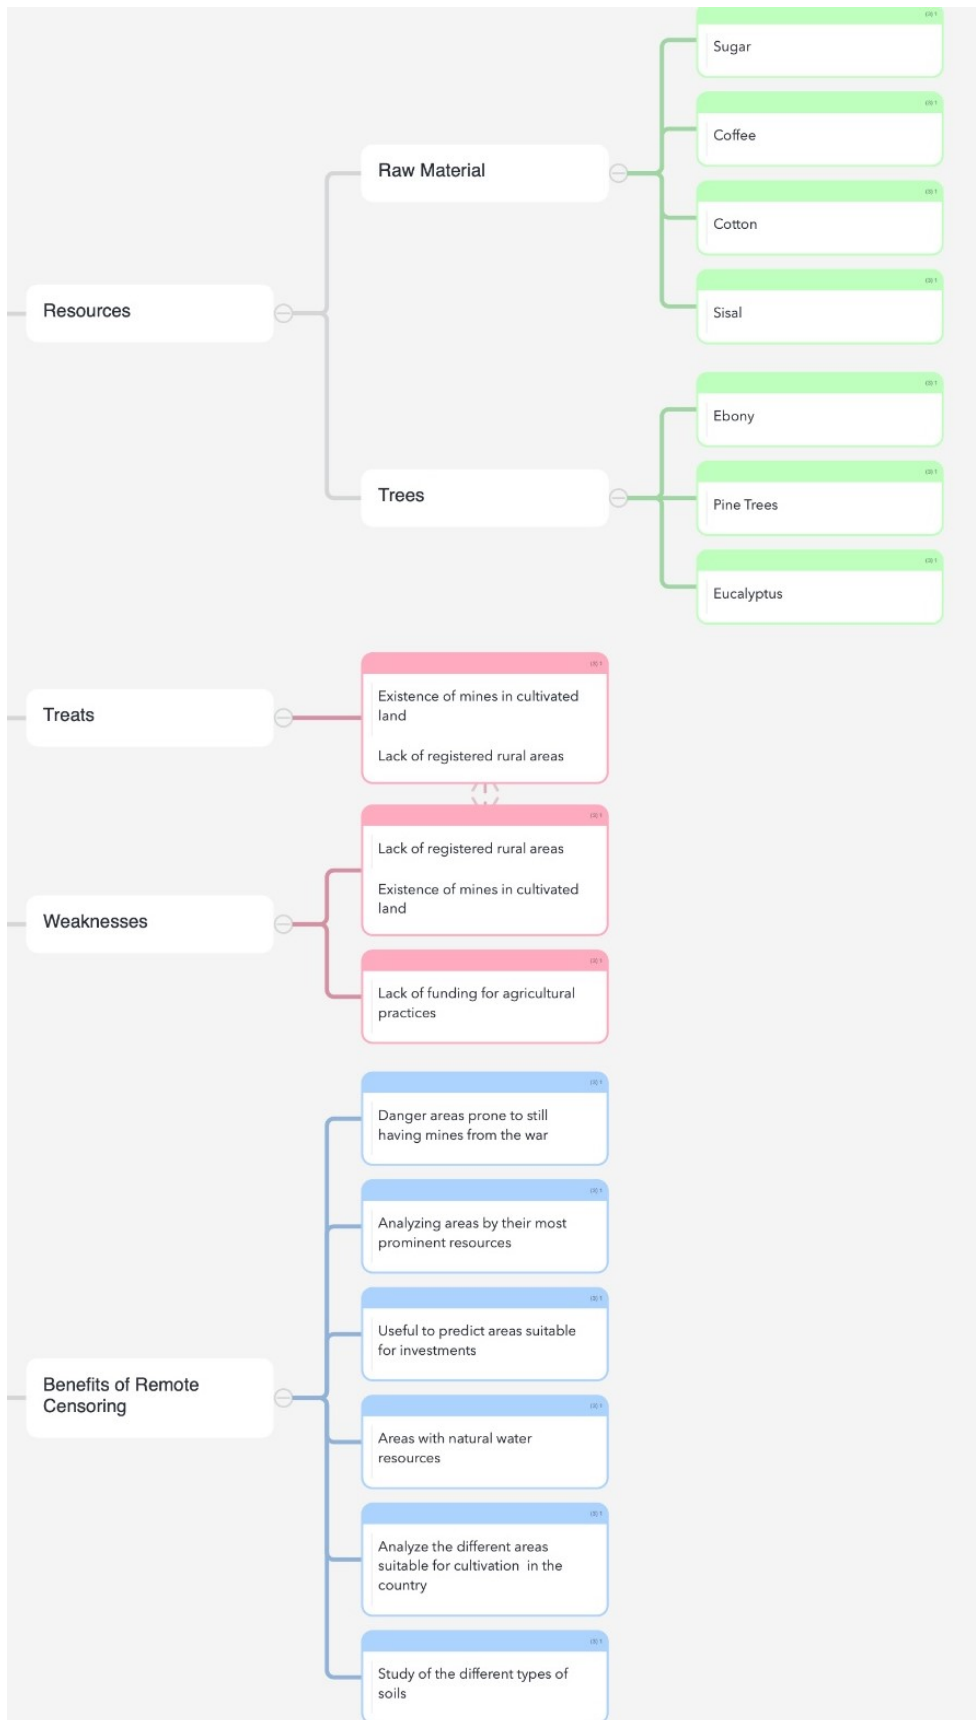 Sugar
Coffee
Raw Material
Cotton
Sisal
Resources
Ebony
Trees
Pine Trees
Eucalyptus
Treats
Existence of mines in cultivated
land
Lack of registered rural areas
Weaknesses
Lack of registered rural areas
Existence of mines in cultivated
land
Lack of funding for agricultural
practices
Benefits of Remote
Censoring
Danger areas prone to still
having mines from the war
Analyzing areas by their most
prominent resources
Useful to predict areas suitable
for investments
Areas with natural water
resources
Analyze the different areas
suitable for cultivation  in the
country
Study of the different types of
soils